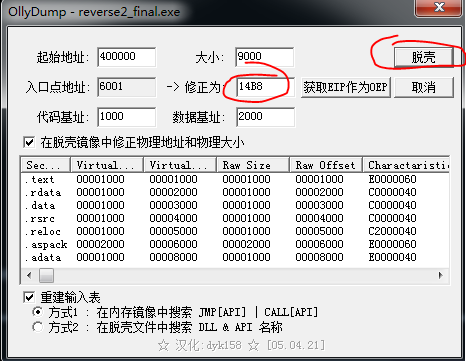 OllyDump - reverse2_final.exe
起始地址: 400000 大小: 9000 脱壳
入口点地址: 6001 -> 修正为: 14B8 获取EIP作为OEP 取消
代码基址: 1000 数据基址: 2000
在脱壳镜像中修正物理地址和物理大小
Sec... Virtual... Virtual... Raw Size Raw Offset Charactaristic
.text 00001000 00001000 00001000 00001000 E0000060
.rdata 00001000 00002000 00001000 00002000 C0000040
.data 00001000 00003000 00001000 00003000 C0000040
.rsrc 00001000 00004000 00001000 00004000 C0000040
.reloc 00001000 00005000 00001000 00005000 C2000040
.aspack 00002000 00006000 00002000 00006000 E0000060
.adata 00001000 00008000 00001000 00008000 E0000040
重建输入表
方式1 : 在内存镜像中搜索 JMP[API] | CALL[API]
方式2 : 在脱壳文件中搜索 DLL & API 名称
☆ 汉化:dyk158 ☆ [05.04.21]